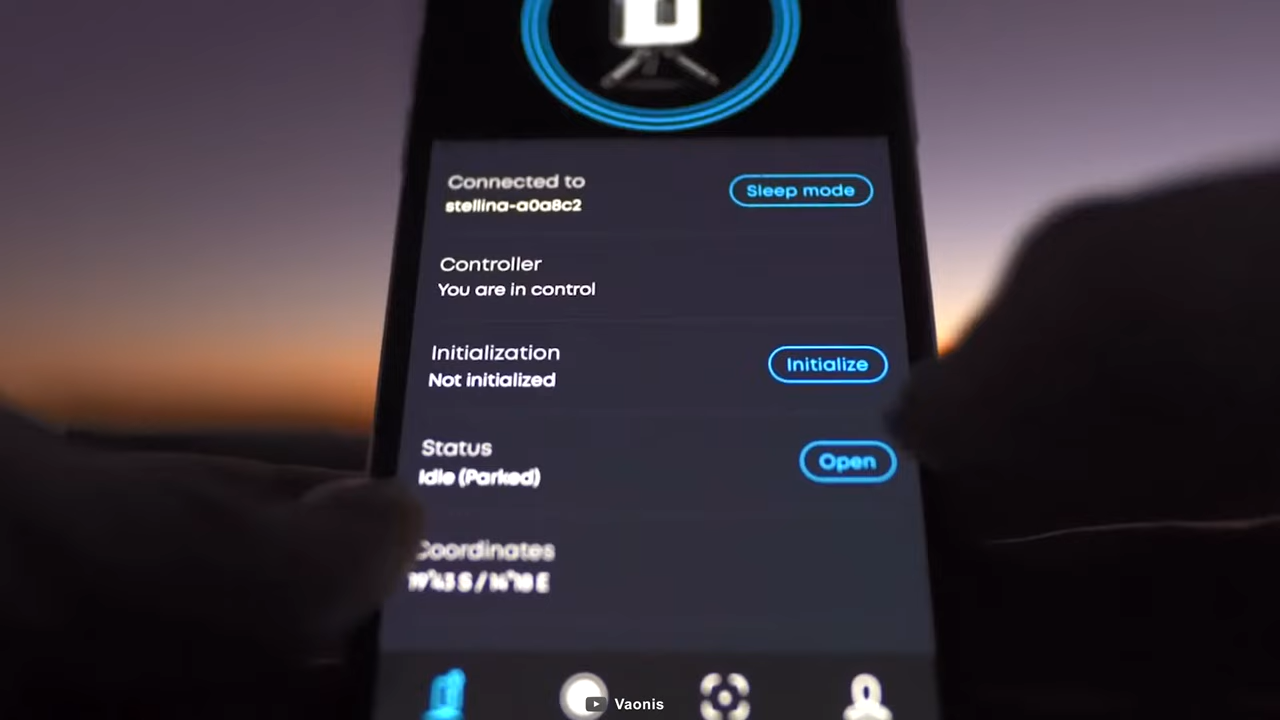 Connected to
stellina-a0a8c2
Sleep mode
Controller
You are in control
Initialization
Not initialized
Initialize
Status
Idle (Parked)
Open
Coordinates
Vaonis